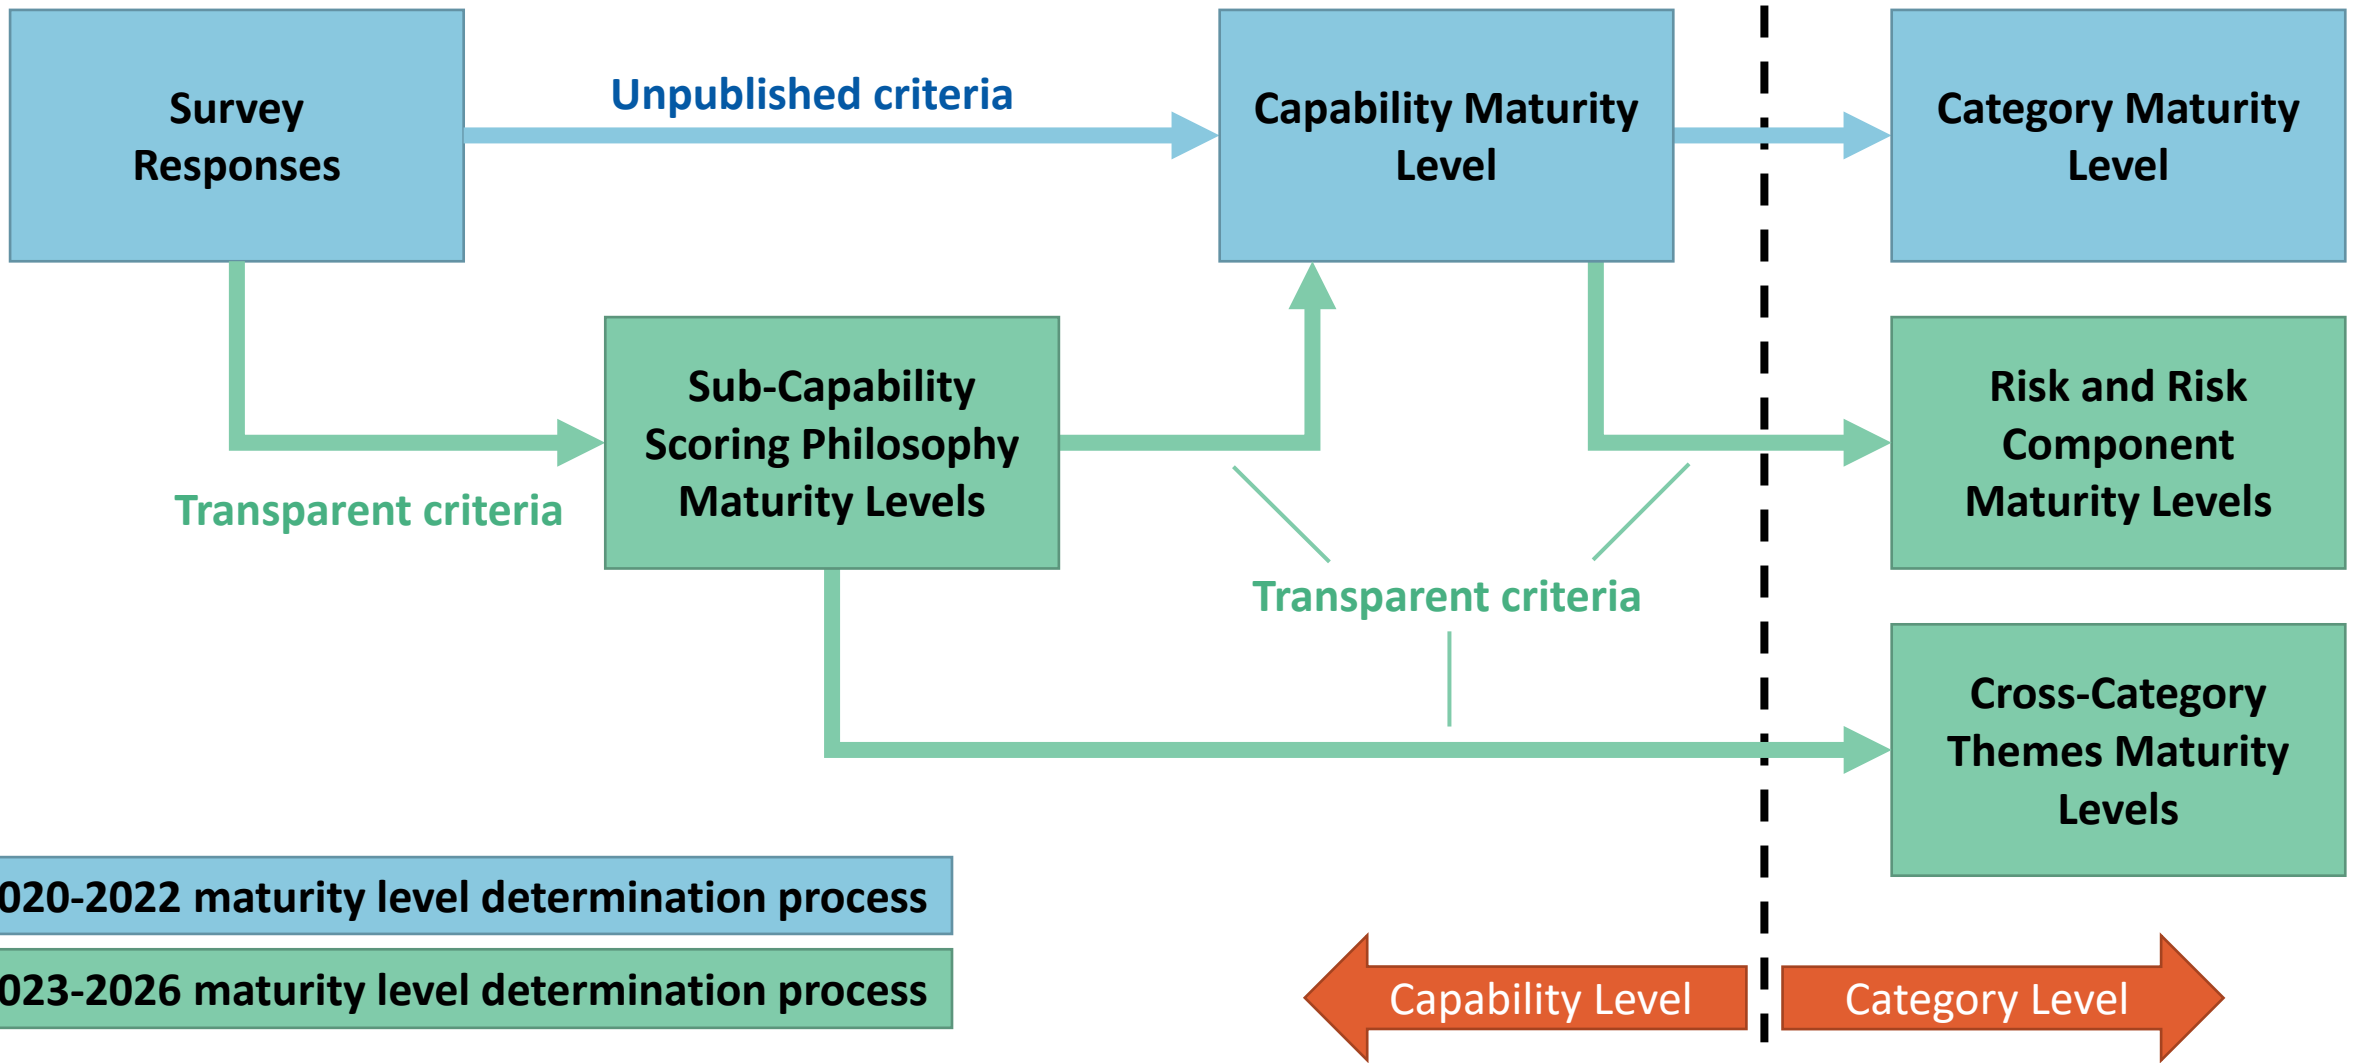 Survey
Responses
Unpublished criteria
Capability Maturity
Level
Category Maturity
Level
Sub-Capability
Scoring Philosophy
Maturity Levels
Transparent criteria
Risk and Risk
Component
Maturity Levels
Transparent criteria
Cross-Category
Themes Maturity
Levels
020-2022 maturity level determination process
023-2026 maturity level determination process
Capability Level
Category Level